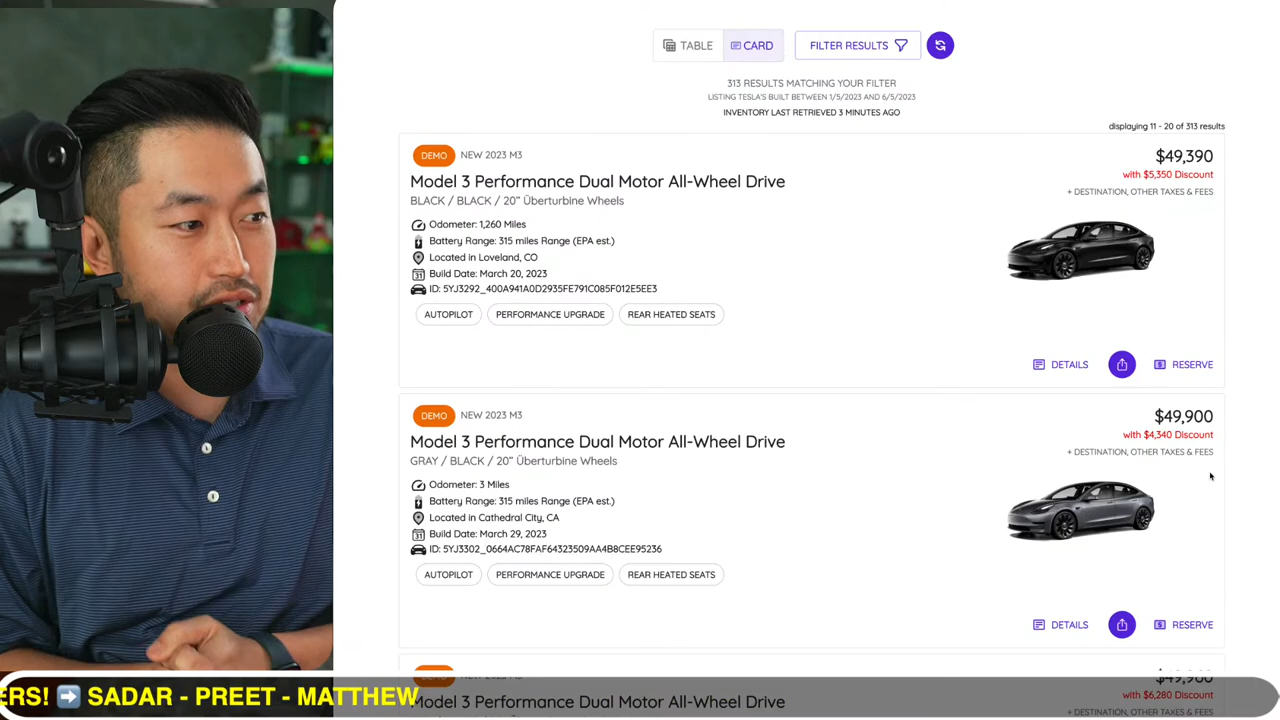 TABLE
CARD
FILTER RESULTS
313 RESULTS MATCHING YOUR FILTER
LISTING TESLA'S BUILT BETWEEN 1/5/2023 AND 6/5/2023
INVENTORY LAST RETRIEVED 3 MINUTES AGO
displaying 11 - 20 of 313 results
DEMO NEW 2023 M3
$49,390
Model 3 Performance Dual Motor All-Wheel Drive
with $5,350 Discount
BLACK / BLACK / 20" Überturbine Wheels
+ DESTINATION, OTHER TAXES & FEES
Odometer: 1,260 Miles
Battery Range: 315 miles Range (EPA est.)
Located in Loveland, CO
Build Date: March 20, 2023
ID: 5YJ3292_400A941A0D2935FE791C085F012E5EE3
AUTOPILOT
PERFORMANCE UPGRADE
REAR HEATED SEATS
DETAILS
RESERVE
DEMO NEW 2023 M3
$49,900
Model 3 Performance Dual Motor All-Wheel Drive
with $4,340 Discount
GRAY / BLACK / 20" Überturbine Wheels
+ DESTINATION, OTHER TAXES & FEES
Odometer: 3 Miles
Battery Range: 315 miles Range (EPA est.)
Located in Cathedral City, CA
Build Date: March 29, 2023
ID: 5YJ3302_0664AC78FAF64323509AA4B8CEE95236
AUTOPILOT
PERFORMANCE UPGRADE
REAR HEATED SEATS
DETAILS
RESERVE
NEW 2023 M3
Model 3 Performance Dual Motor All-Wheel Drive
with $6,280 Discount
+ DESTINATION, OTHER TAXES & FEES
ERS! ➡️ SADAR - PREET - MATTHEW